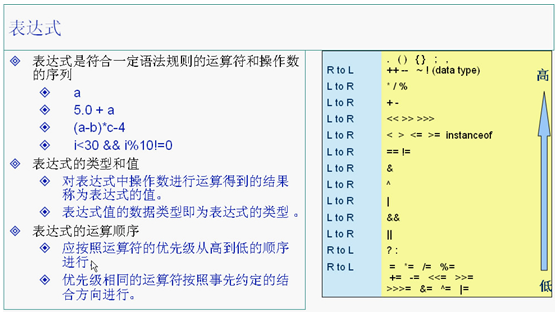 表达式
表达式是符合一定语法规则的运算符和操作数
的序列
a
5.0 + a
(a-b)*c-4
i<30 && i%10!=0
表达式的类型和值
对表达式中操作数进行运算得到的结果
称为表达式的值。
表达式值的数据类型即为表达式的类型。
表达式的运算顺序
应按照运算符的优先级从高到低的顺序
进行。
优先级相同的运算符按照事先约定的结
合方向进行。
. () {} ; ,
R to L ++ -- ~ ! (data type)
L to R * / %
L to R + -
L to R << >> >>>
L to R < > <= >= instanceof
L to R == !=
L to R &
L to R ^
L to R |
L to R &&
L to R ||
R to L ? :
R to L = *= /= %=
+= -= <<= >>=
>>>= &= ^= |=
高
低